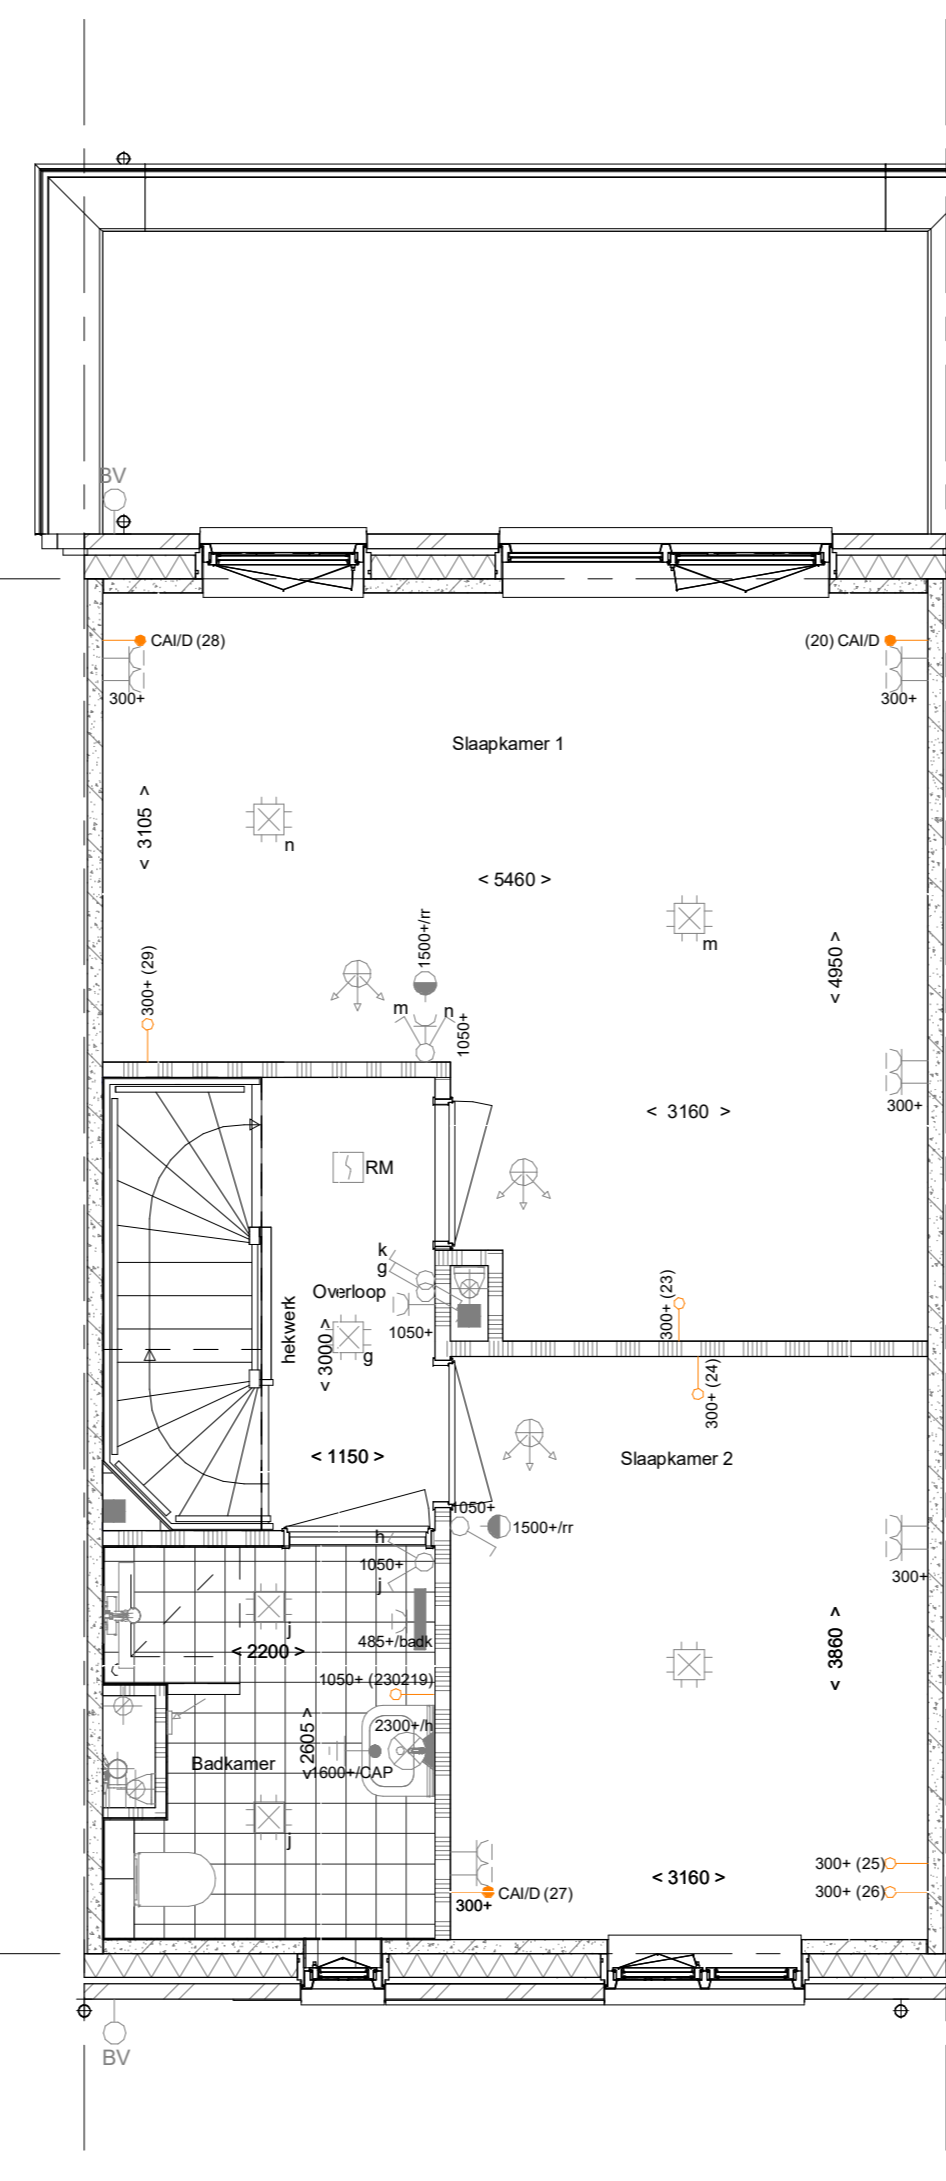 BV
CAI/D (28)
(20) CAI/D
300+
300+
Slaapkamer 1
< 3105 >
n
< 5460 >
m
< 4950 >
300+ (29)
1500+/rr
m
n
1050+
300+
< 3160 >
RM
k
g
Overloop
hekwerk
< 3000 >
1050+
g
300+ (23)
300+ (24)
< 1150 >
Slaapkamer 2
1050+
1500+/rr
h
1050+
j
300+
j
485+/badk
< 2200 >
< 3860 >
1050+ (230219)
2300+/h
< 2605 >
Badkamer
1600+/CAP
j
300+ (25)
< 3160 >
300+ (26)
CAI/D (27)
300+
BV